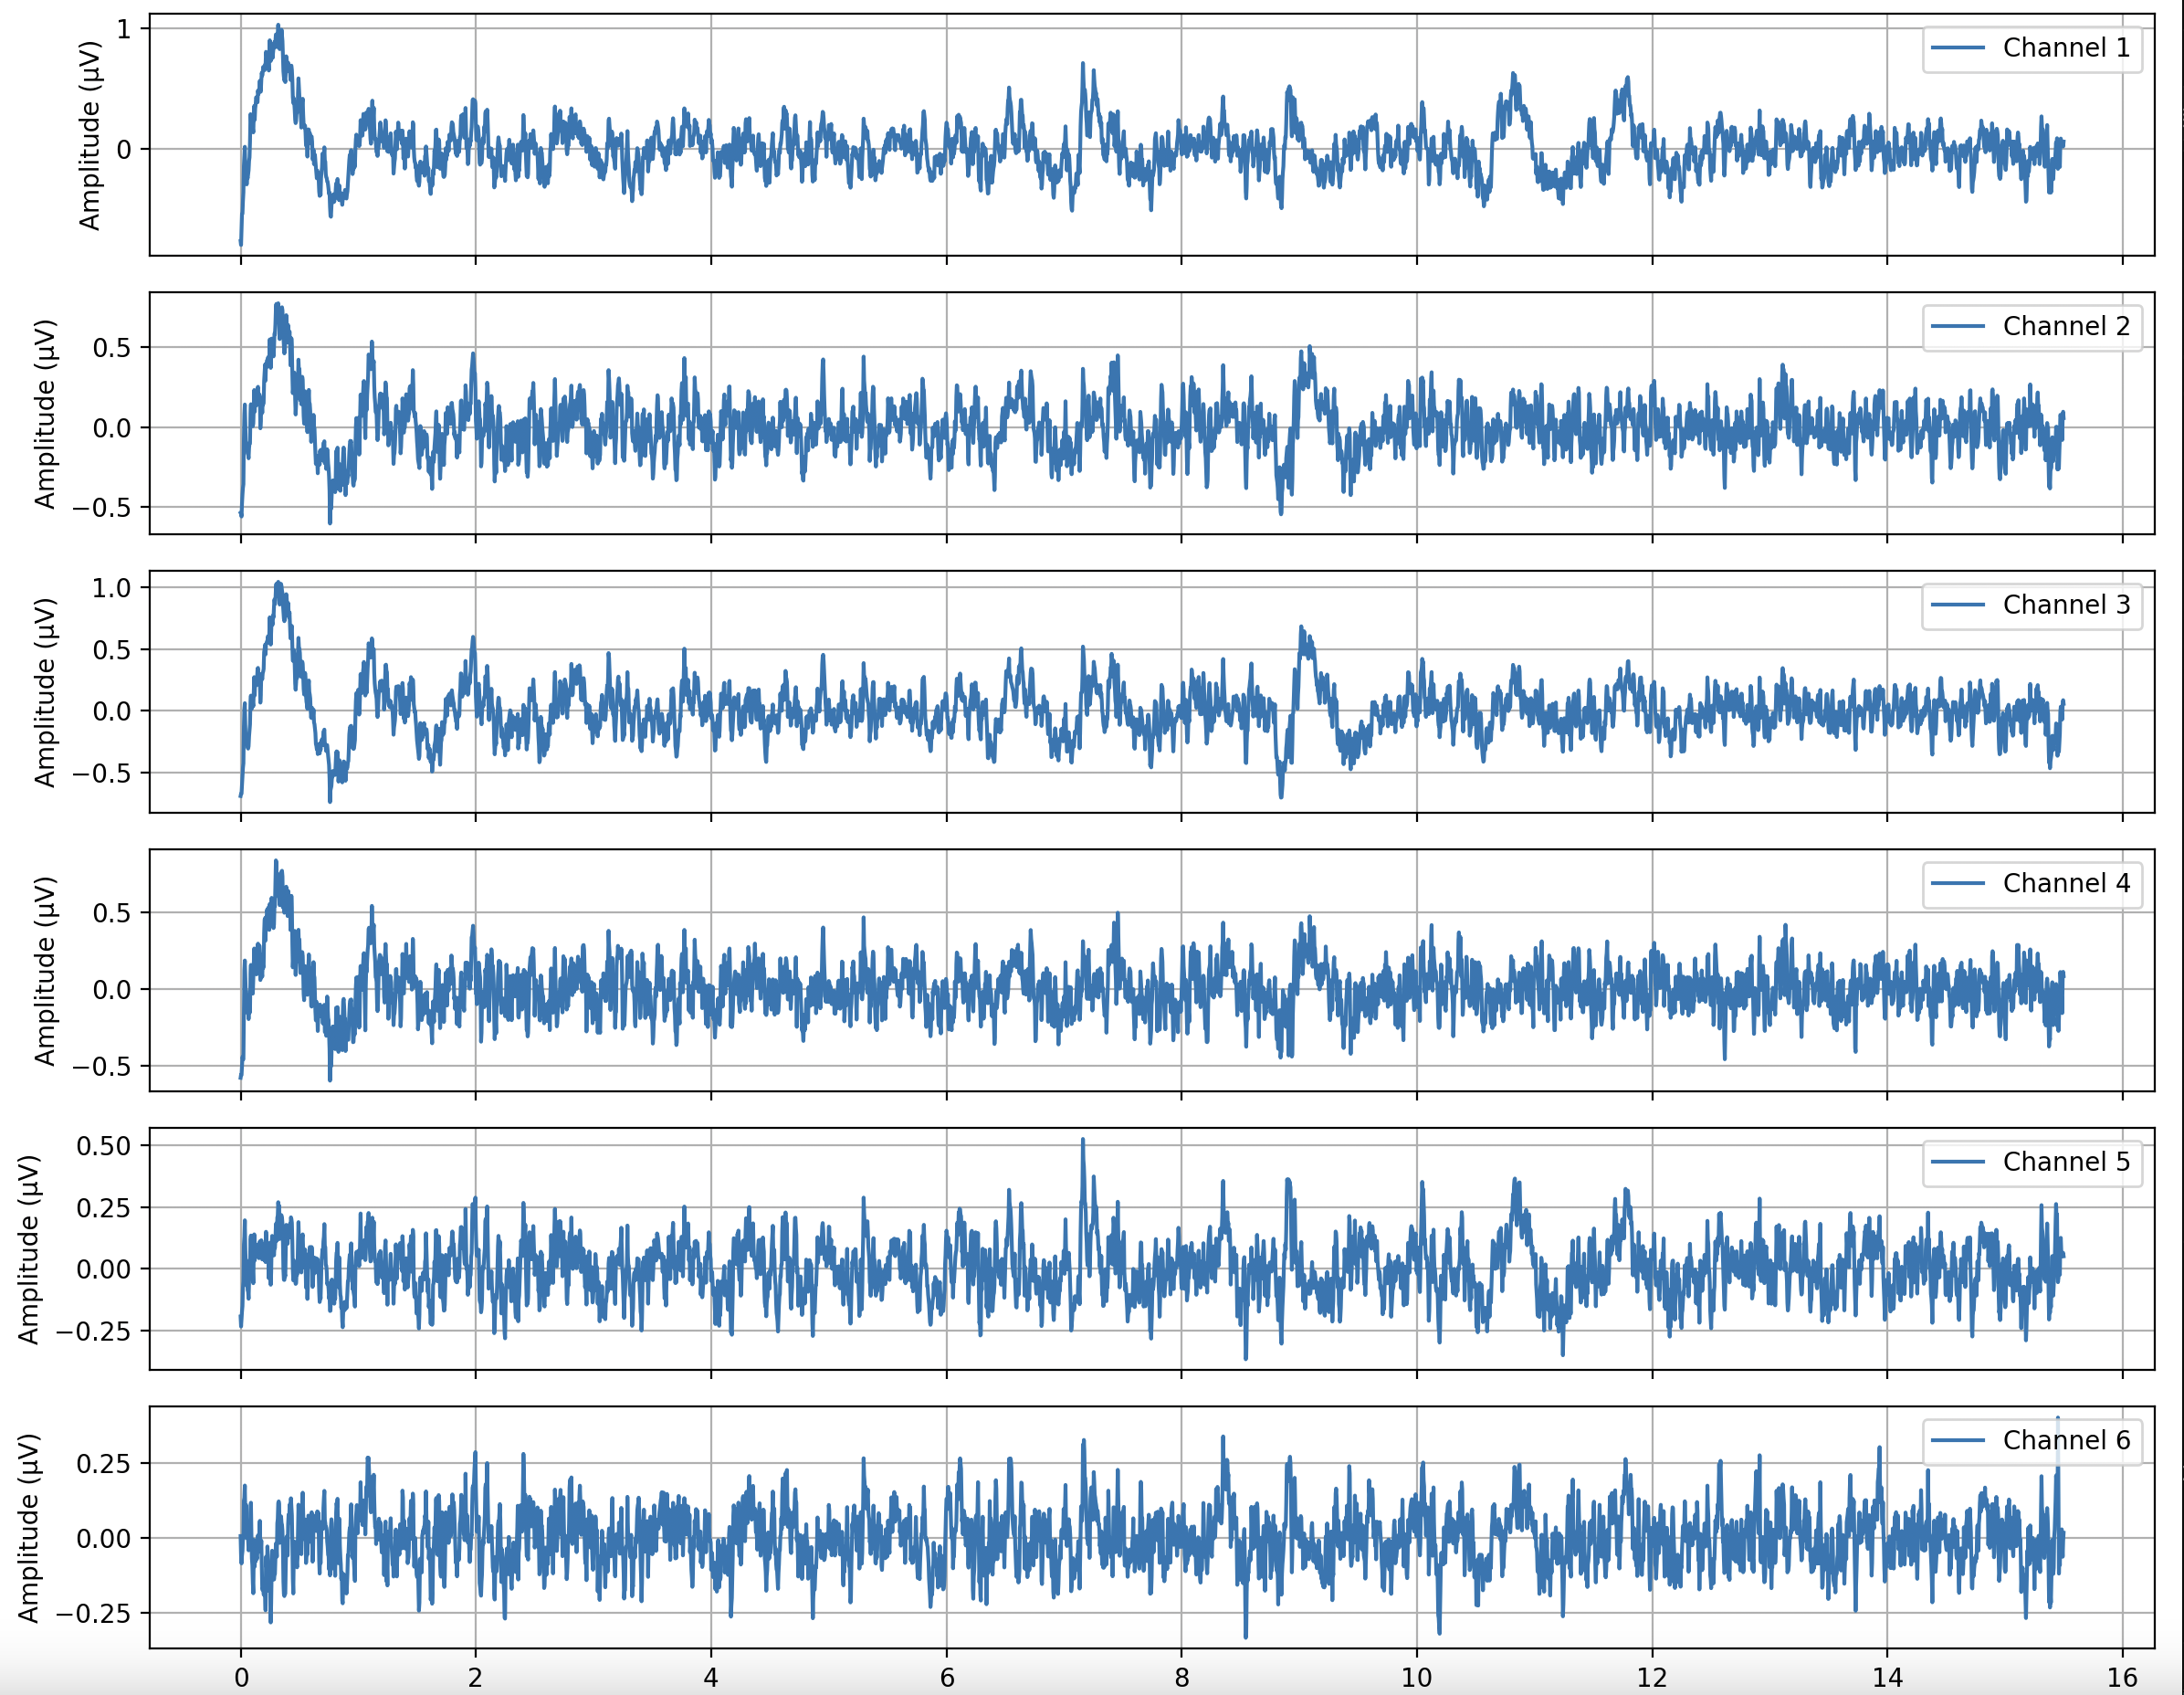 Amplitude (μV)
1
0
Channel 1
Amplitude (μV)
0.5
0.0
−0.5
Channel 2
Amplitude (μV)
1.0
0.5
0.0
−0.5
Channel 3
Amplitude (μV)
0.5
0.0
−0.5
Channel 4
Amplitude (μV)
0.50
0.25
0.00
−0.25
Channel 5
Amplitude (μV)
0.25
0.00
−0.25
Channel 6
0 2 4 6 8 10 12 14 16